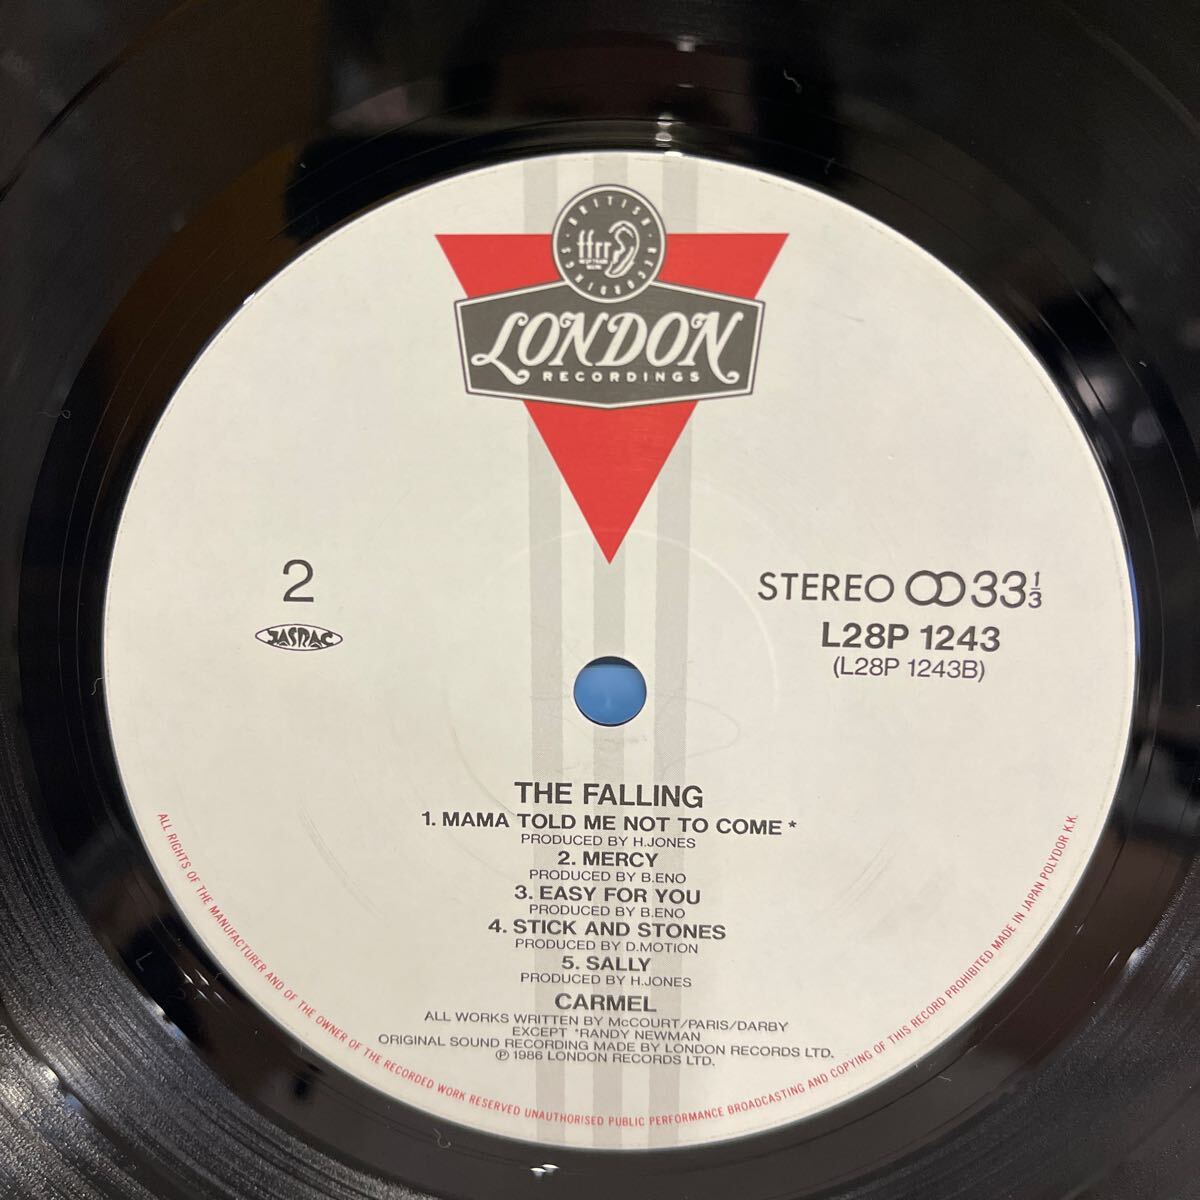 BRITISH · RECORDINGS ·
ffrr
LONDON
RECORDINGS
2
JASRAC
STEREO 33 1/3
L28P 1243
(L28P 1243B)
THE FALLING
1. MAMA TOLD ME NOT TO COME *
PRODUCED BY H.JONES
2. MERCY
PRODUCED BY B.ENO
3. EASY FOR YOU
PRODUCED BY B.ENO
4. STICK AND STONES
PRODUCED BY D.MOTION
5. SALLY
PRODUCED BY H.JONES
CARMEL
ALL WORKS WRITTEN BY McCOURT/PARIS/DARBY
EXCEPT *RANDY NEWMAN
ORIGINAL SOUND RECORDING MADE BY LONDON RECORDS LTD.
℗ 1986 LONDON RECORDS LTD.
ALL RIGHTS OF THE MANUFACTURER AND OF THE OWNER OF THE RECORDED WORK RESERVED UNAUTHORISED PUBLIC PERFORMANCE BROADCASTING AND COPYING OF THIS RECORD PROHIBITED MADE IN JAPAN POLYDOR K.K.